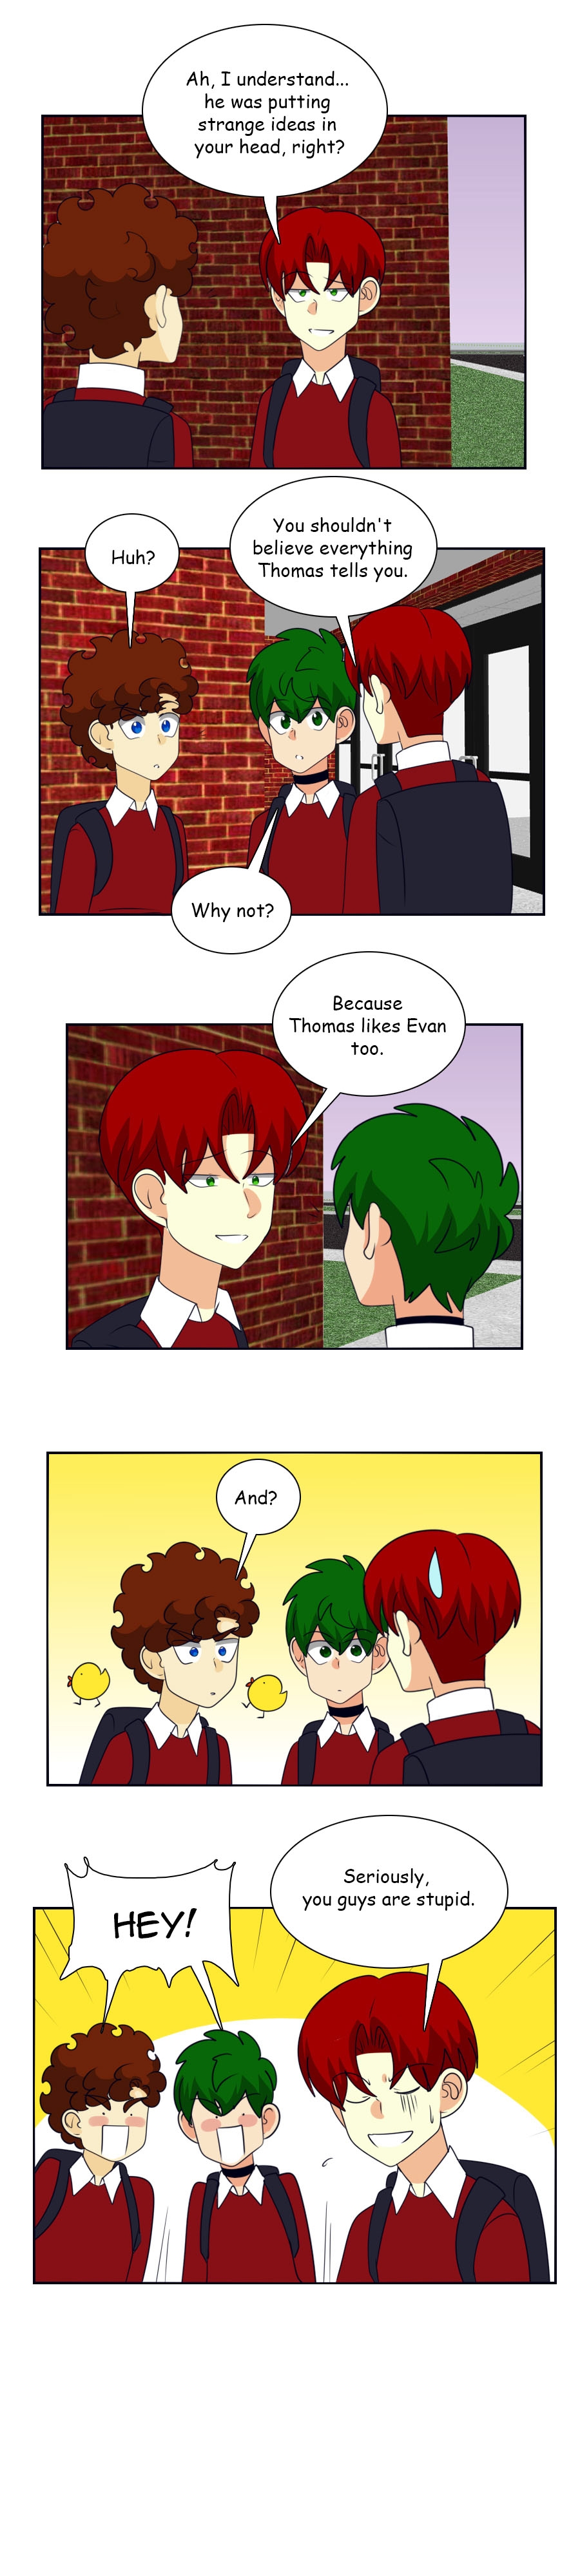 Ah, I understand...
he was putting
strange ideas in
your head, right?
Huh?
You shouldn't
believe everything
Thomas tells you.
Why not?
Because
Thomas likes Evan
too.
And?
HEY!
Seriously,
you guys are stupid.